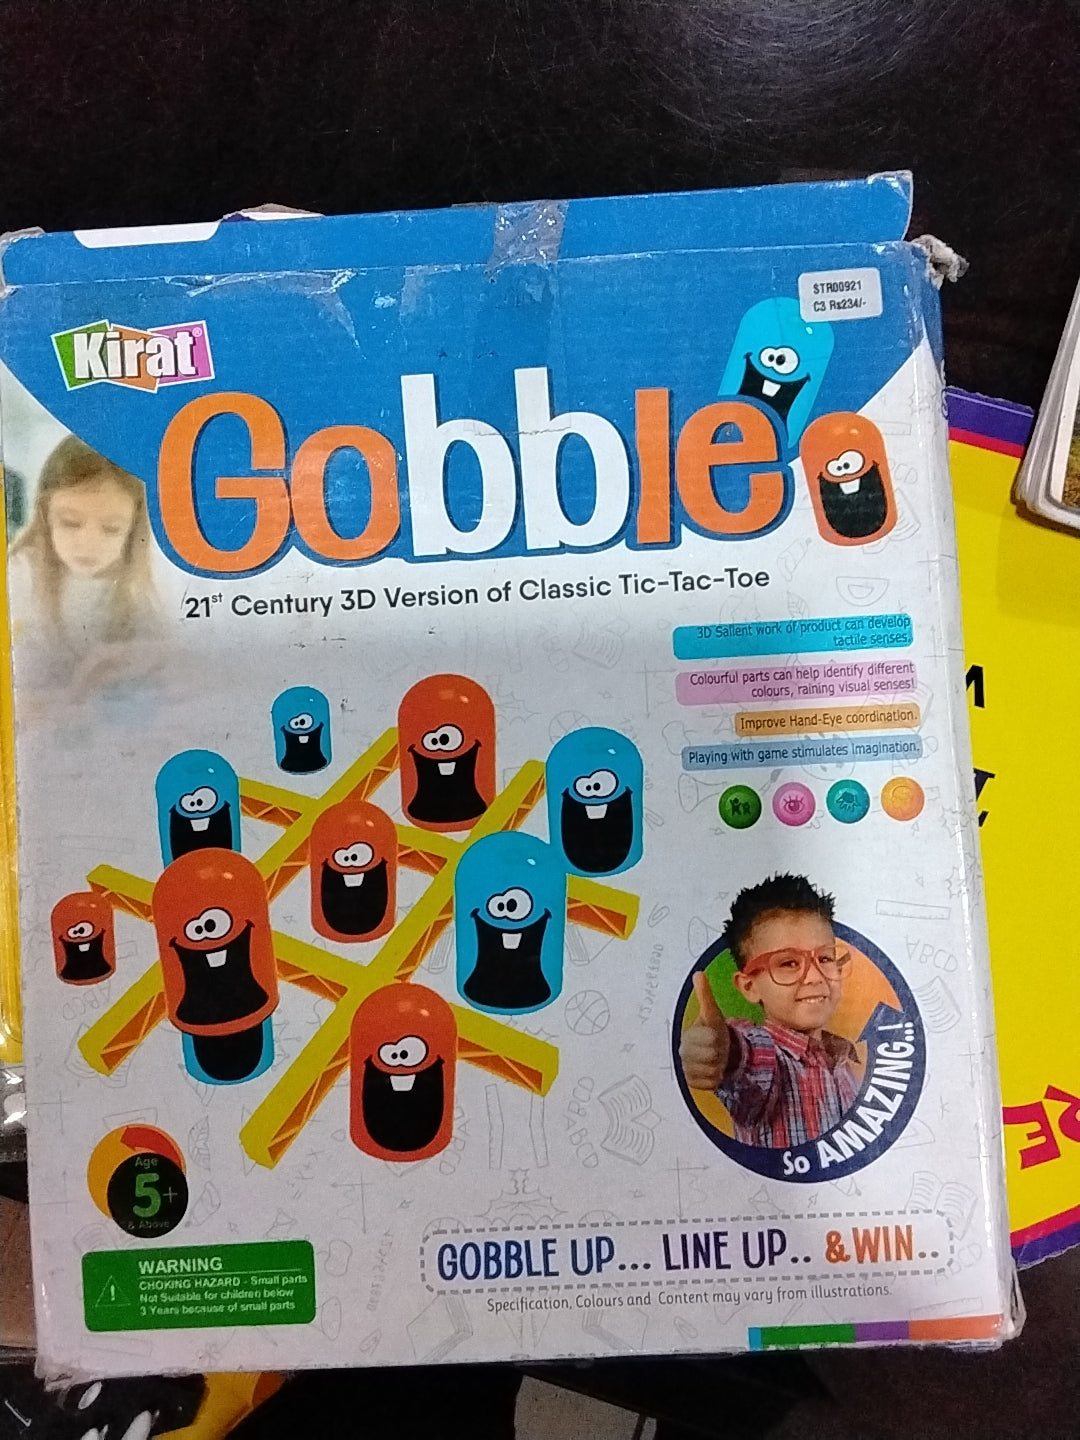 STR00921
C3 Rs234/-
Kirat®
Gobble
21st Century 3D Version of Classic Tic-Tac-Toe
3D Salient work of product can develop
tactile senses.
Colourful parts can help identify different
colours, raining visual senses!
Improve Hand-Eye coordination.
Playing with game stimulates Imagination.
So AMAZING..!
Age
5+
& Above
WARNING
CHOKING HAZARD - Small parts
Not Suitable for children below
3 Years because of small parts
GOBBLE UP... LINE UP.. & WIN..
Specification, Colours and Content may vary from illustrations.
ABCD
ABCD